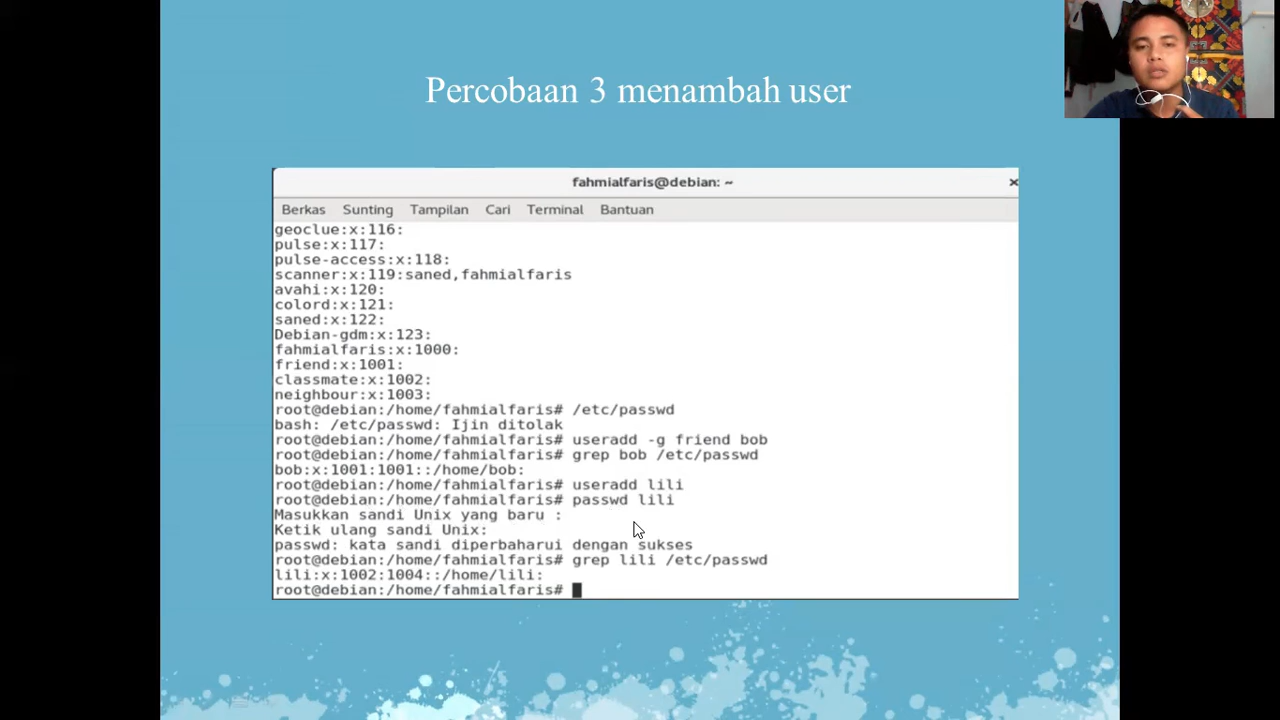 Percobaan 3 menambah user
fahmialfaris@debian: ~
×
Berkas Sunting Tampilan Cari Terminal Bantuan
geoclue:x:116:
pulse:x:117:
pulse-access:x:118:
scanner:x:119:saned,fahmialfaris
avahi:x:120:
colord:x:121:
saned:x:122:
Debian-gdm:x:123:
fahmialfaris:x:1000:
friend:x:1001:
classmate:x:1002:
neighbour:x:1003:
root@debian:/home/fahmialfaris# /etc/passwd
bash: /etc/passwd: Ijin ditolak
root@debian:/home/fahmialfaris# useradd -g friend bob
root@debian:/home/fahmialfaris# grep bob /etc/passwd
bob:x:1001:1001::/home/bob:
root@debian:/home/fahmialfaris# useradd lili
root@debian:/home/fahmialfaris# passwd lili
Masukkan sandi Unix yang baru :
Ketik ulang sandi Unix:
passwd: kata sandi diperbaharui dengan sukses
root@debian:/home/fahmialfaris# grep lili /etc/passwd
lili:x:1002:1004::/home/lili:
root@debian:/home/fahmialfaris#